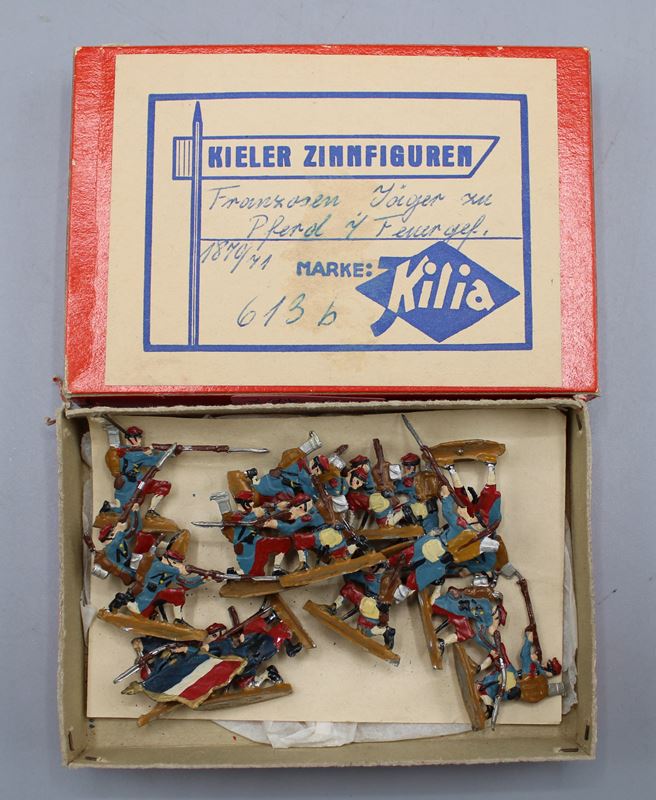 KIELER ZINNFIGUREN
Franzosen Jäger zu
Pferd i/ Feuergef.
1870/71
MARKE: Kilia
613 b